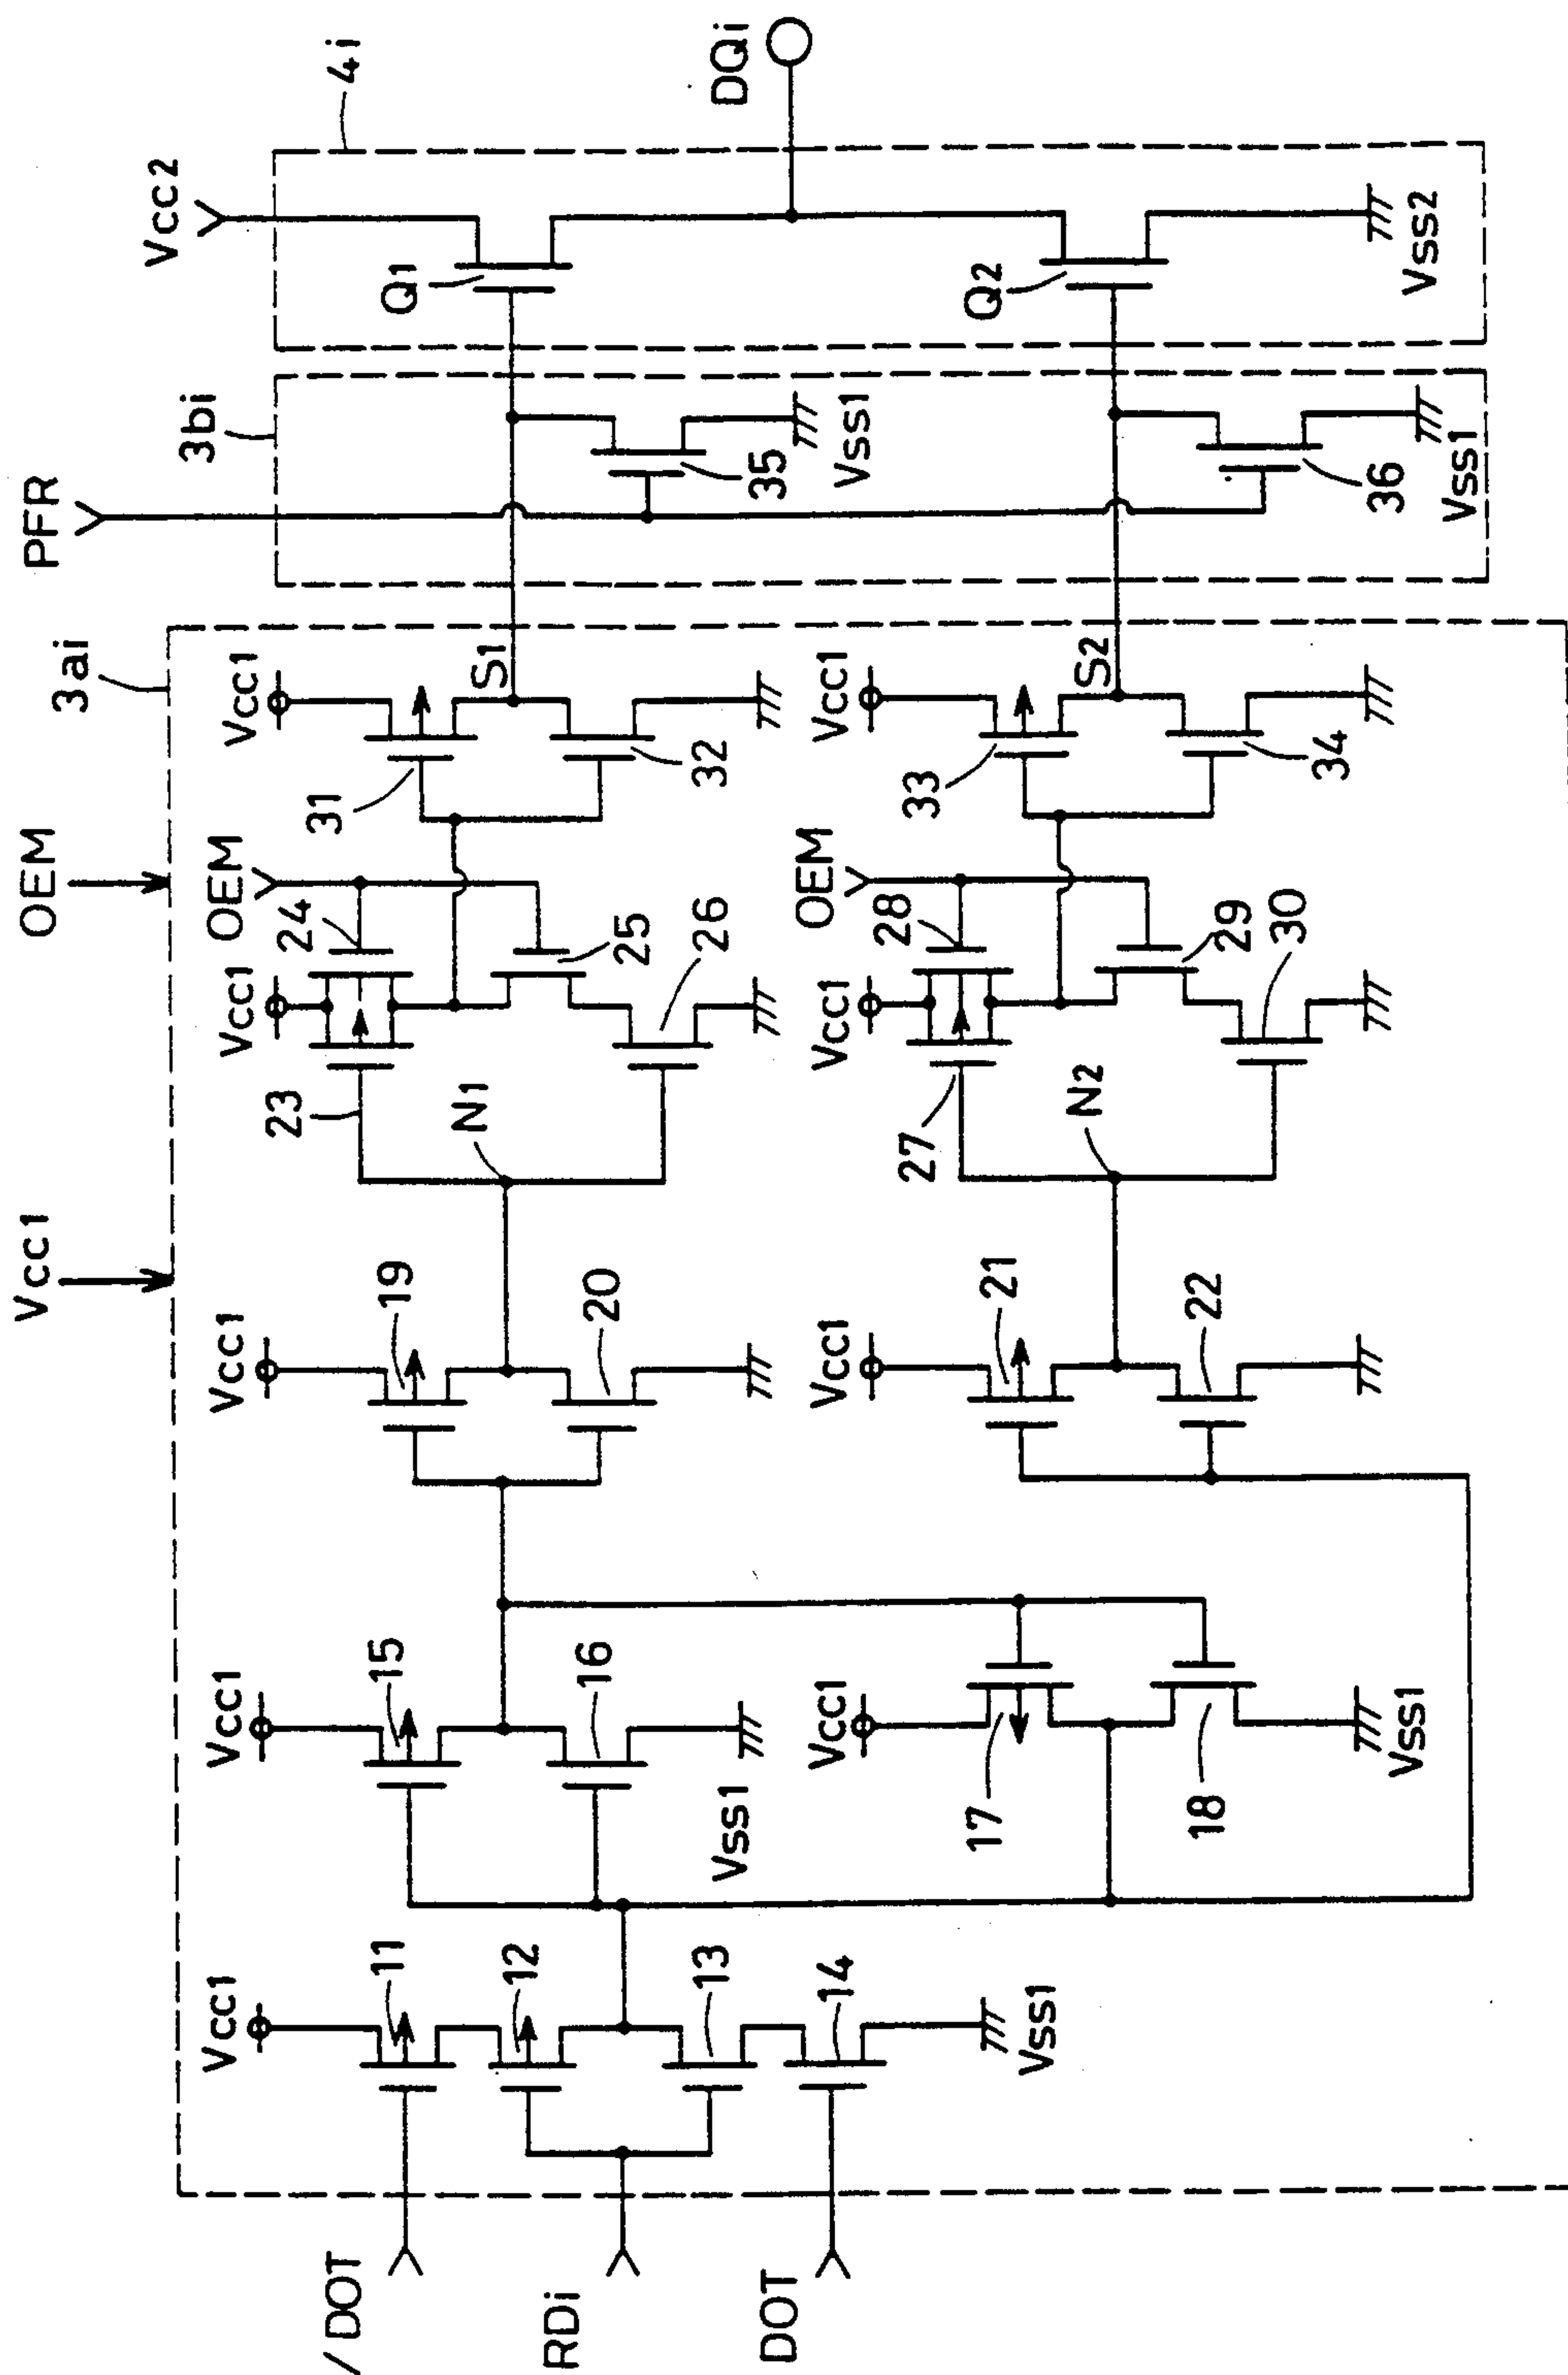 Vcc1
OEM
PFR
3ai
3bi
4i
Vcc2
Vcc1
11
Vcc1
15
Vcc1
19
Vcc1
23
24
OEM
Vcc1
31
S1
Q1
DQi
/DOT
RDi
DOT
12
13
14
Vss1
16
Vss1
20
N1
25
26
32
35
Vss1
Vcc1
17
18
Vss1
Vcc1
21
22
N2
Vcc1
27
28
OEM
29
30
Vcc1
33
34
S2
36
Vss1
Q2
Vss2